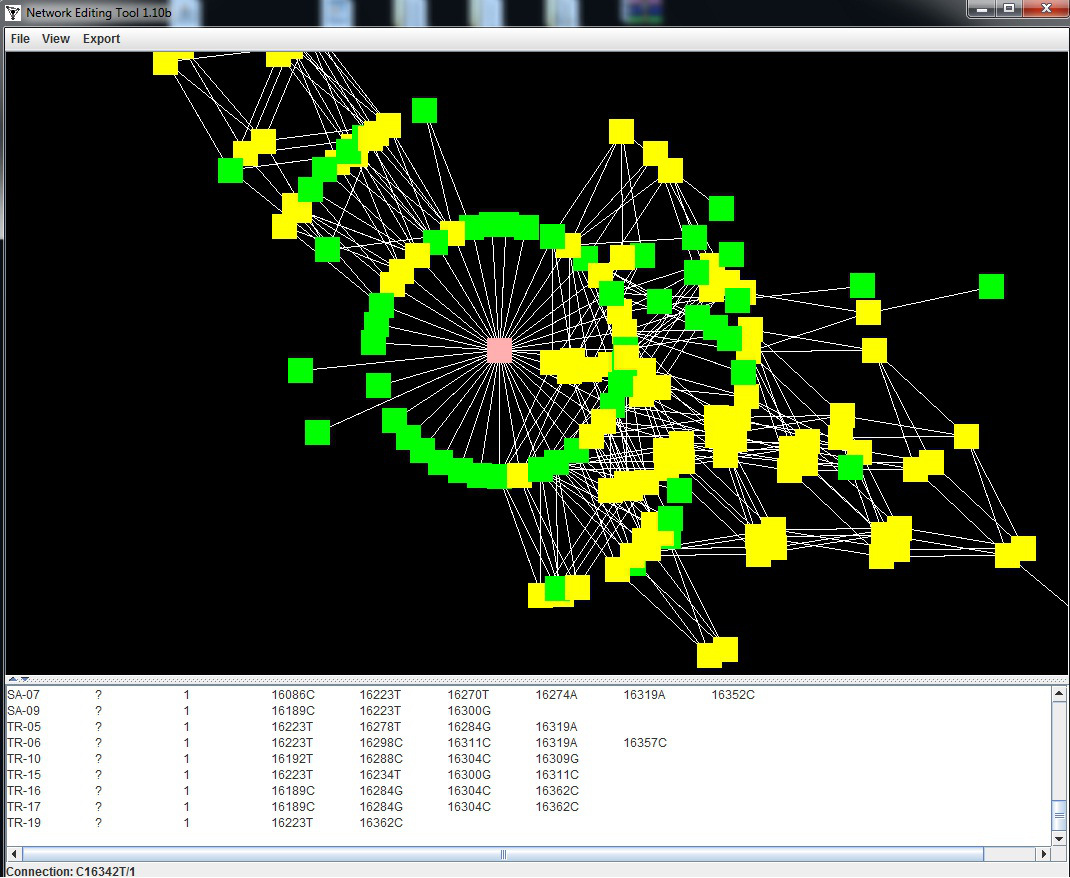 Network Editing Tool 1.10b
File View Export
SA-07 ? 1 16086C 16223T 16270T 16274A 16319A 16352C
SA-09 ? 1 16189C 16223T 16300G
TR-05 ? 1 16223T 16278T 16284G 16319A
TR-06 ? 1 16223T 16298C 16311C 16319A 16357C
TR-10 ? 1 16192T 16288C 16304C 16309G
TR-15 ? 1 16223T 16234T 16300G 16311C
TR-16 ? 1 16189C 16284G 16304C 16362C
TR-17 ? 1 16189C 16284G 16304C 16362C
TR-19 ? 1 16223T 16362C
Connection: C16342T/1